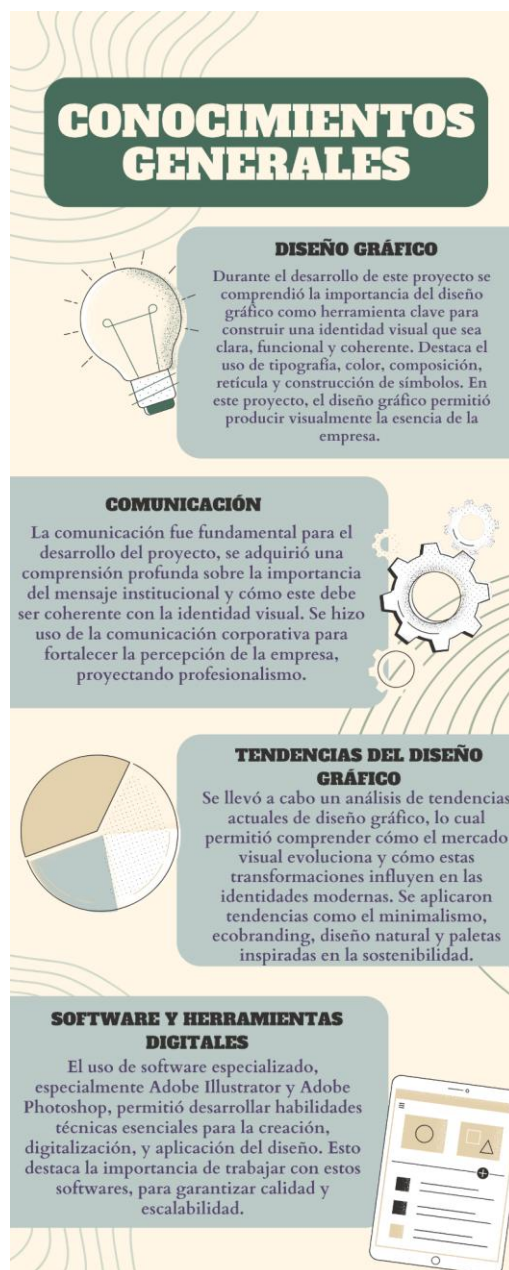 CONOCIMIENTOS
GENERALES
DISEÑO GRÁFICO
Durante el desarrollo de este proyecto se
comprendió la importancia del diseño
gráfico como herramienta clave para
construir una identidad visual que sea
clara, funcional y coherente. Destaca el
uso de tipografía, color, composición,
retícula y construcción de símbolos. En
este proyecto, el diseño gráfico permitió
producir visualmente la esencia de la
empresa.
COMUNICACIÓN
La comunicación fue fundamental para el
desarrollo del proyecto, se adquirió una
comprensión profunda sobre la importancia
del mensaje institucional y cómo este debe
ser coherente con la identidad visual. Se hizo
uso de la comunicación corporativa para
fortalecer la percepción de la empresa,
proyectando profesionalismo.
TENDENCIAS DEL DISEÑO
GRÁFICO
Se llevó a cabo un análisis de tendencias
actuales de diseño gráfico, lo cual
permitió comprender cómo el mercado
visual evoluciona y cómo estas
transformaciones influyen en las
identidades modernas. Se aplicaron
tendencias como el minimalismo,
ecobranding, diseño natural y paletas
inspiradas en la sostenibilidad.
SOFTWARE Y HERRAMIENTAS
DIGITALES
El uso de software especializado,
especialmente Adobe Illustrator y Adobe
Photoshop, permitió desarrollar habilidades
técnicas esenciales para la creación,
digitalización, y aplicación del diseño. Esto
destaca la importancia de trabajar con estos
softwares, para garantizar calidad y
escalabilidad.